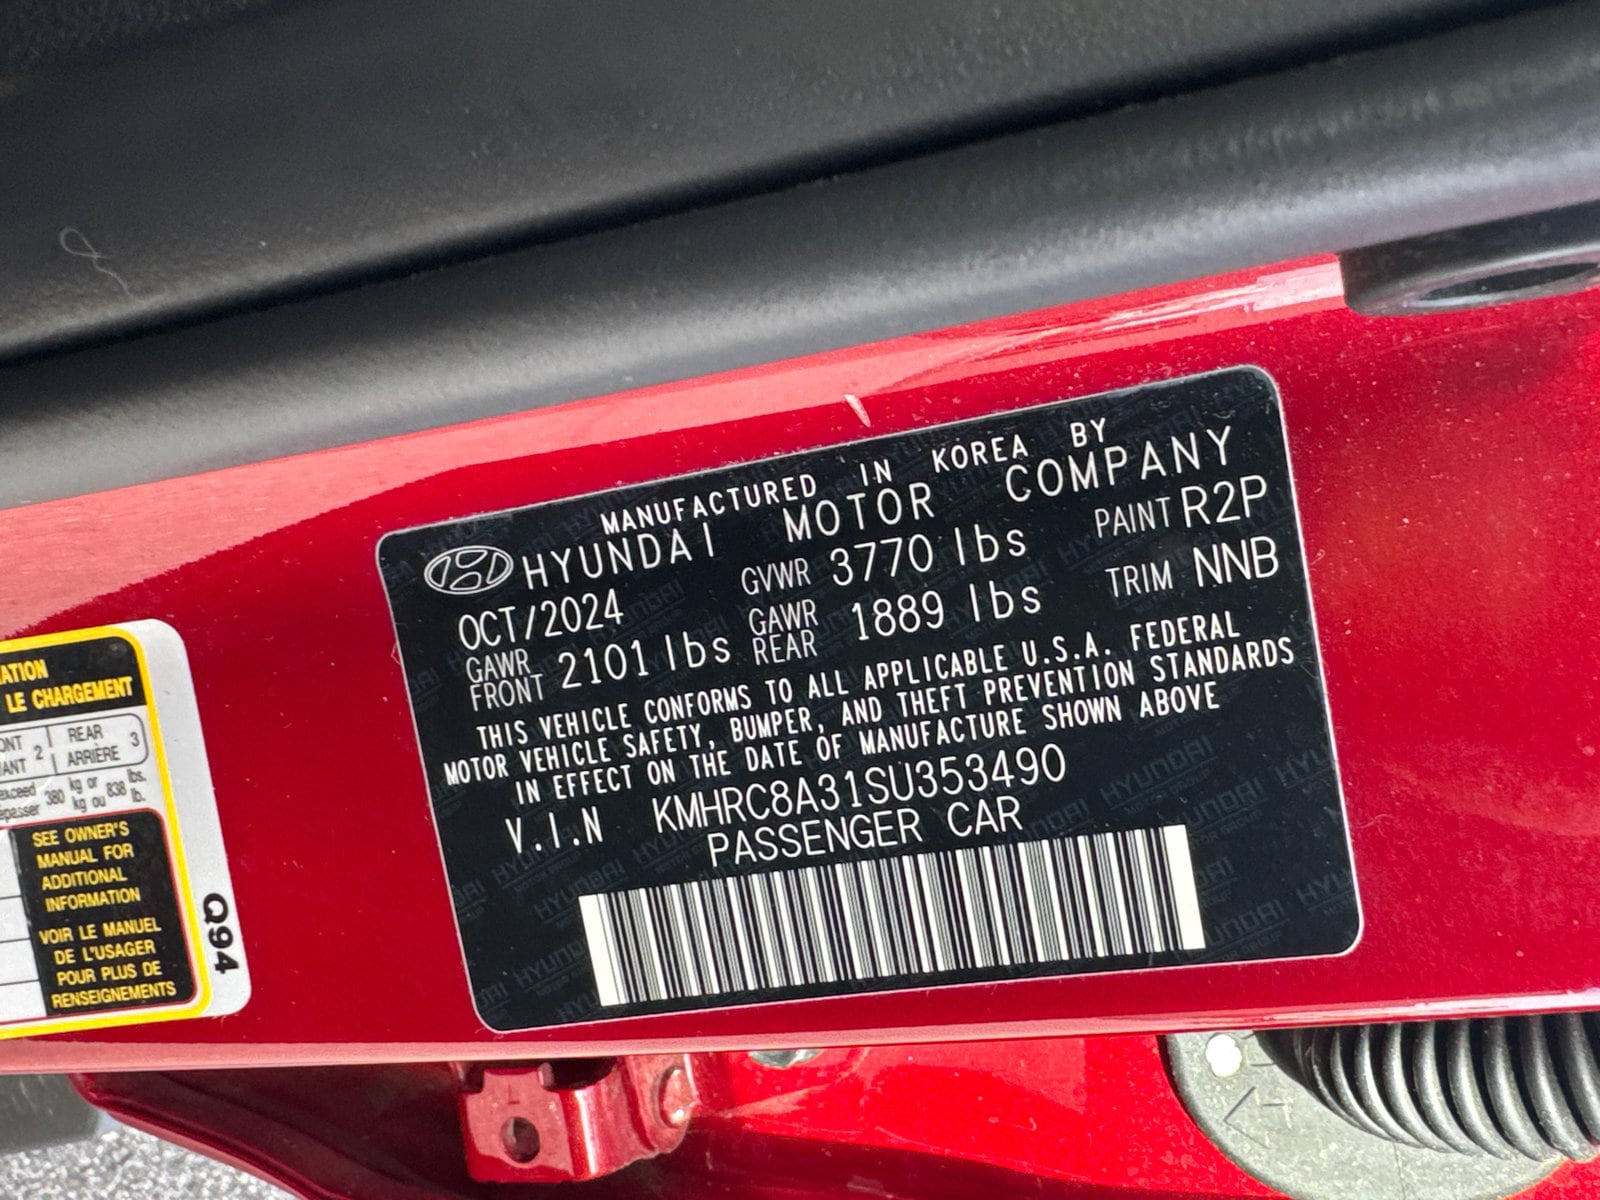 MANUFACTURED IN KOREA BY
HYUNDAI MOTOR COMPANY
OCT/2024 GVWR 3770 lbs PAINT R2P
GAWR FRONT 2101 lbs GAWR REAR 1889 lbs TRIM NNB
THIS VEHICLE CONFORMS TO ALL APPLICABLE U.S.A. FEDERAL
MOTOR VEHICLE SAFETY, BUMPER, AND THEFT PREVENTION STANDARDS
IN EFFECT ON THE DATE OF MANUFACTURE SHOWN ABOVE
V.I.N KMHRC8A31SU353490
PASSENGER CAR
LE CHARGEMENT
2 REAR
ARRIÈRE 3
380 kg or 838 lbs.
kg ou lb.
SEE OWNER'S
MANUAL FOR
ADDITIONAL
INFORMATION
VOIR LE MANUEL
DE L'USAGER
POUR PLUS DE
RENSEIGNEMENTS
Q94